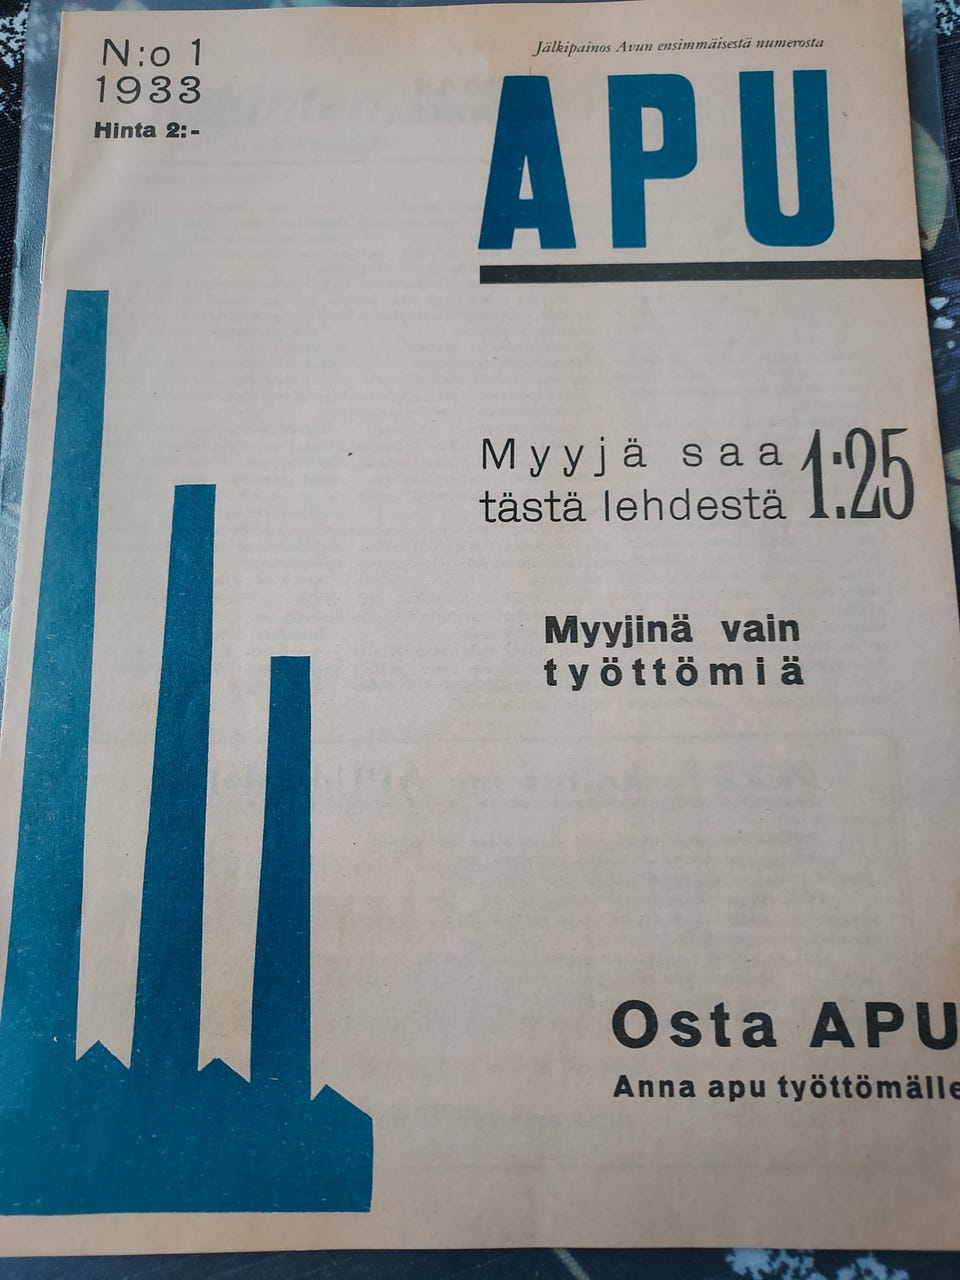 N:o 1
1933
Hinta 2:-
Jälkipainos Avun ensimmäisestä numerosta
APU
Myyjä saa 1:25
tästä lehdestä
Myyjinä vain
työttömiä
Osta APU
Anna apu työttömälle